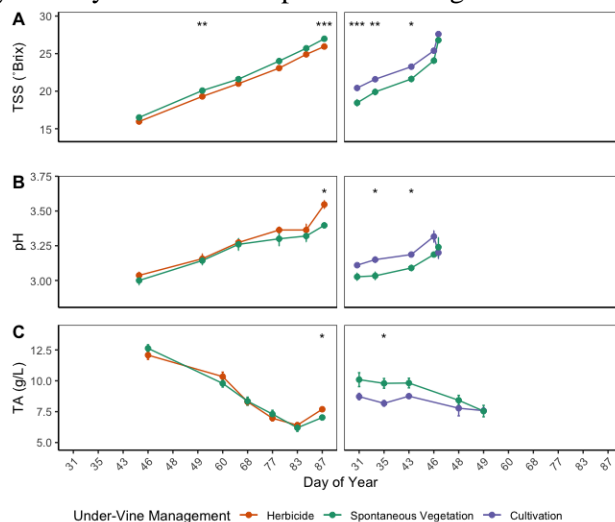 A
TSS (˚Brix)
30
25
20
15
**
***
***
**
*
B
pH
3.75
3.50
3.25
3.00
*
*
*
C
TA (g/L)
12.5
10.0
7.5
5.0
*
*
31 35 43 46 49 60 68 77 83 87 31 35 43 46 48 49 60 68 77 83 87
Day of Year
Under-Vine Management Herbicide Spontaneous Vegetation Cultivation